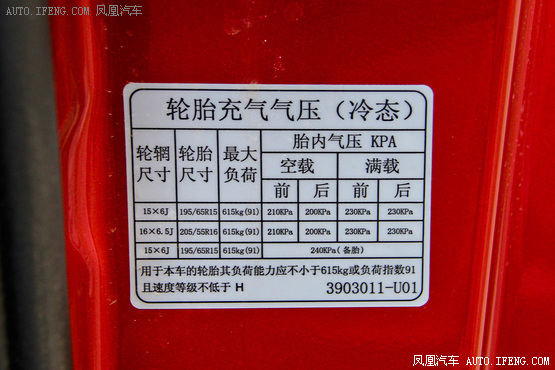 AUTO.IFENG.COM 凤凰汽车
轮胎充气气压（冷态）
轮辋尺寸 轮胎尺寸 最大负荷 胎内气压 KPA
空载 满载
前 后 前 后
15×6J 195/65R15 615kg(91) 210KPa 200KPa 230KPa 230KPa
16×6.5J 205/55R16 615kg(91) 210KPa 200KPa 230KPa 230KPa
15×6J 195/65R15 615kg(91) 240KPa(备胎)
用于本车的轮胎其负荷能力应不小于615kg或负荷指数91
且速度等级不低于 H 3903011-U01
凤凰汽车 AUTO.IFENG.COM